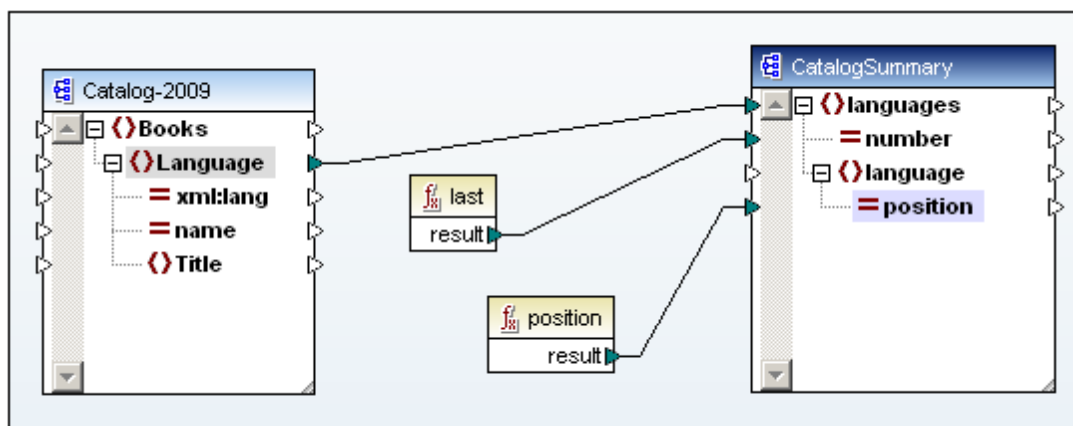 Catalog-2009
Books
Language
xml:lang
name
Title
last
result
position
result
CatalogSummary
languages
number
language
position